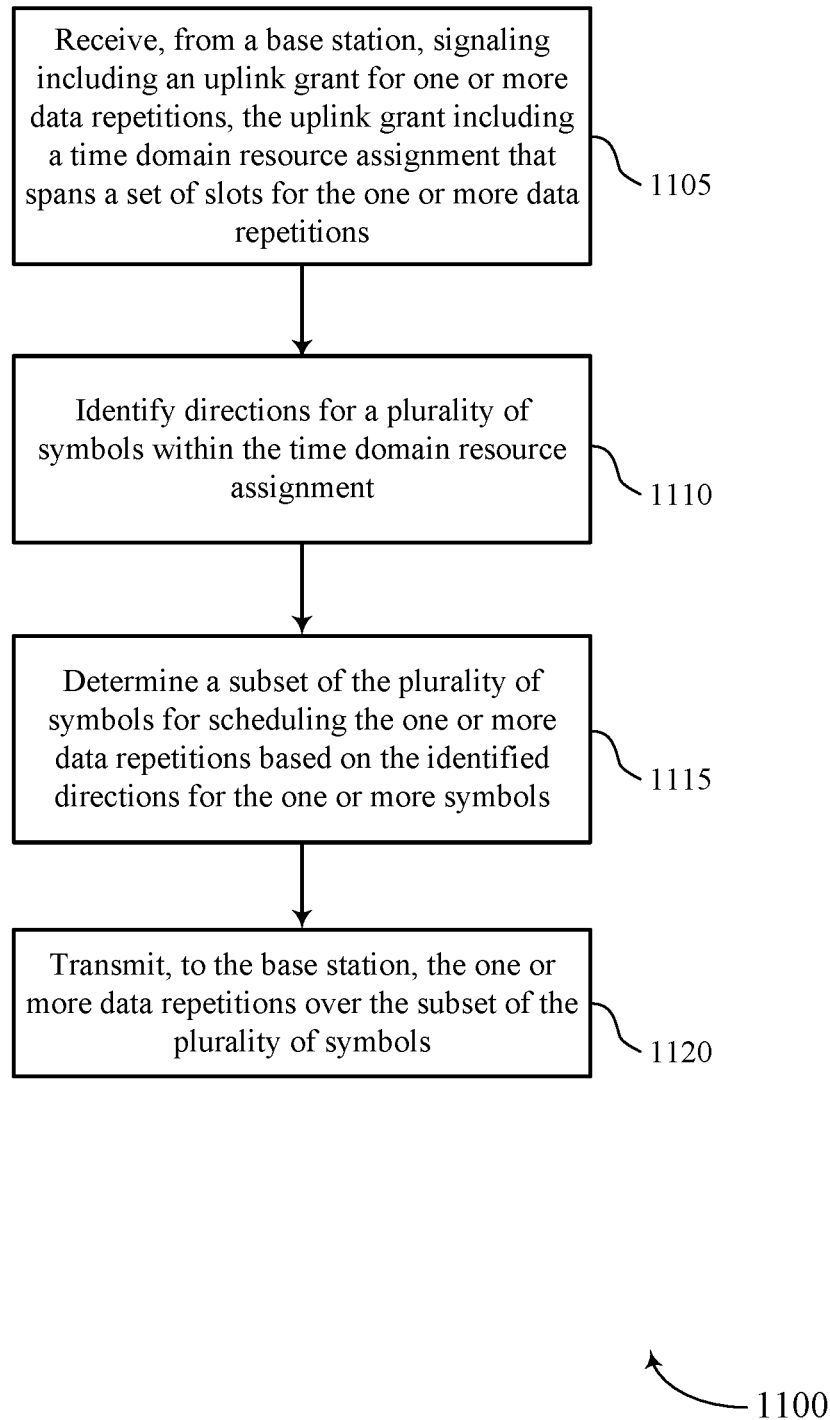 Receive, from a base station, signaling
including an uplink grant for one or more
data repetitions, the uplink grant including
a time domain resource assignment that
spans a set of slots for the one or more data
repetitions
1105
Identify directions for a plurality of
symbols within the time domain resource
assignment
1110
Determine a subset of the plurality of
symbols for scheduling the one or more
data repetitions based on the identified
directions for the one or more symbols
1115
Transmit, to the base station, the one or
more data repetitions over the subset of the
plurality of symbols
1120
1100